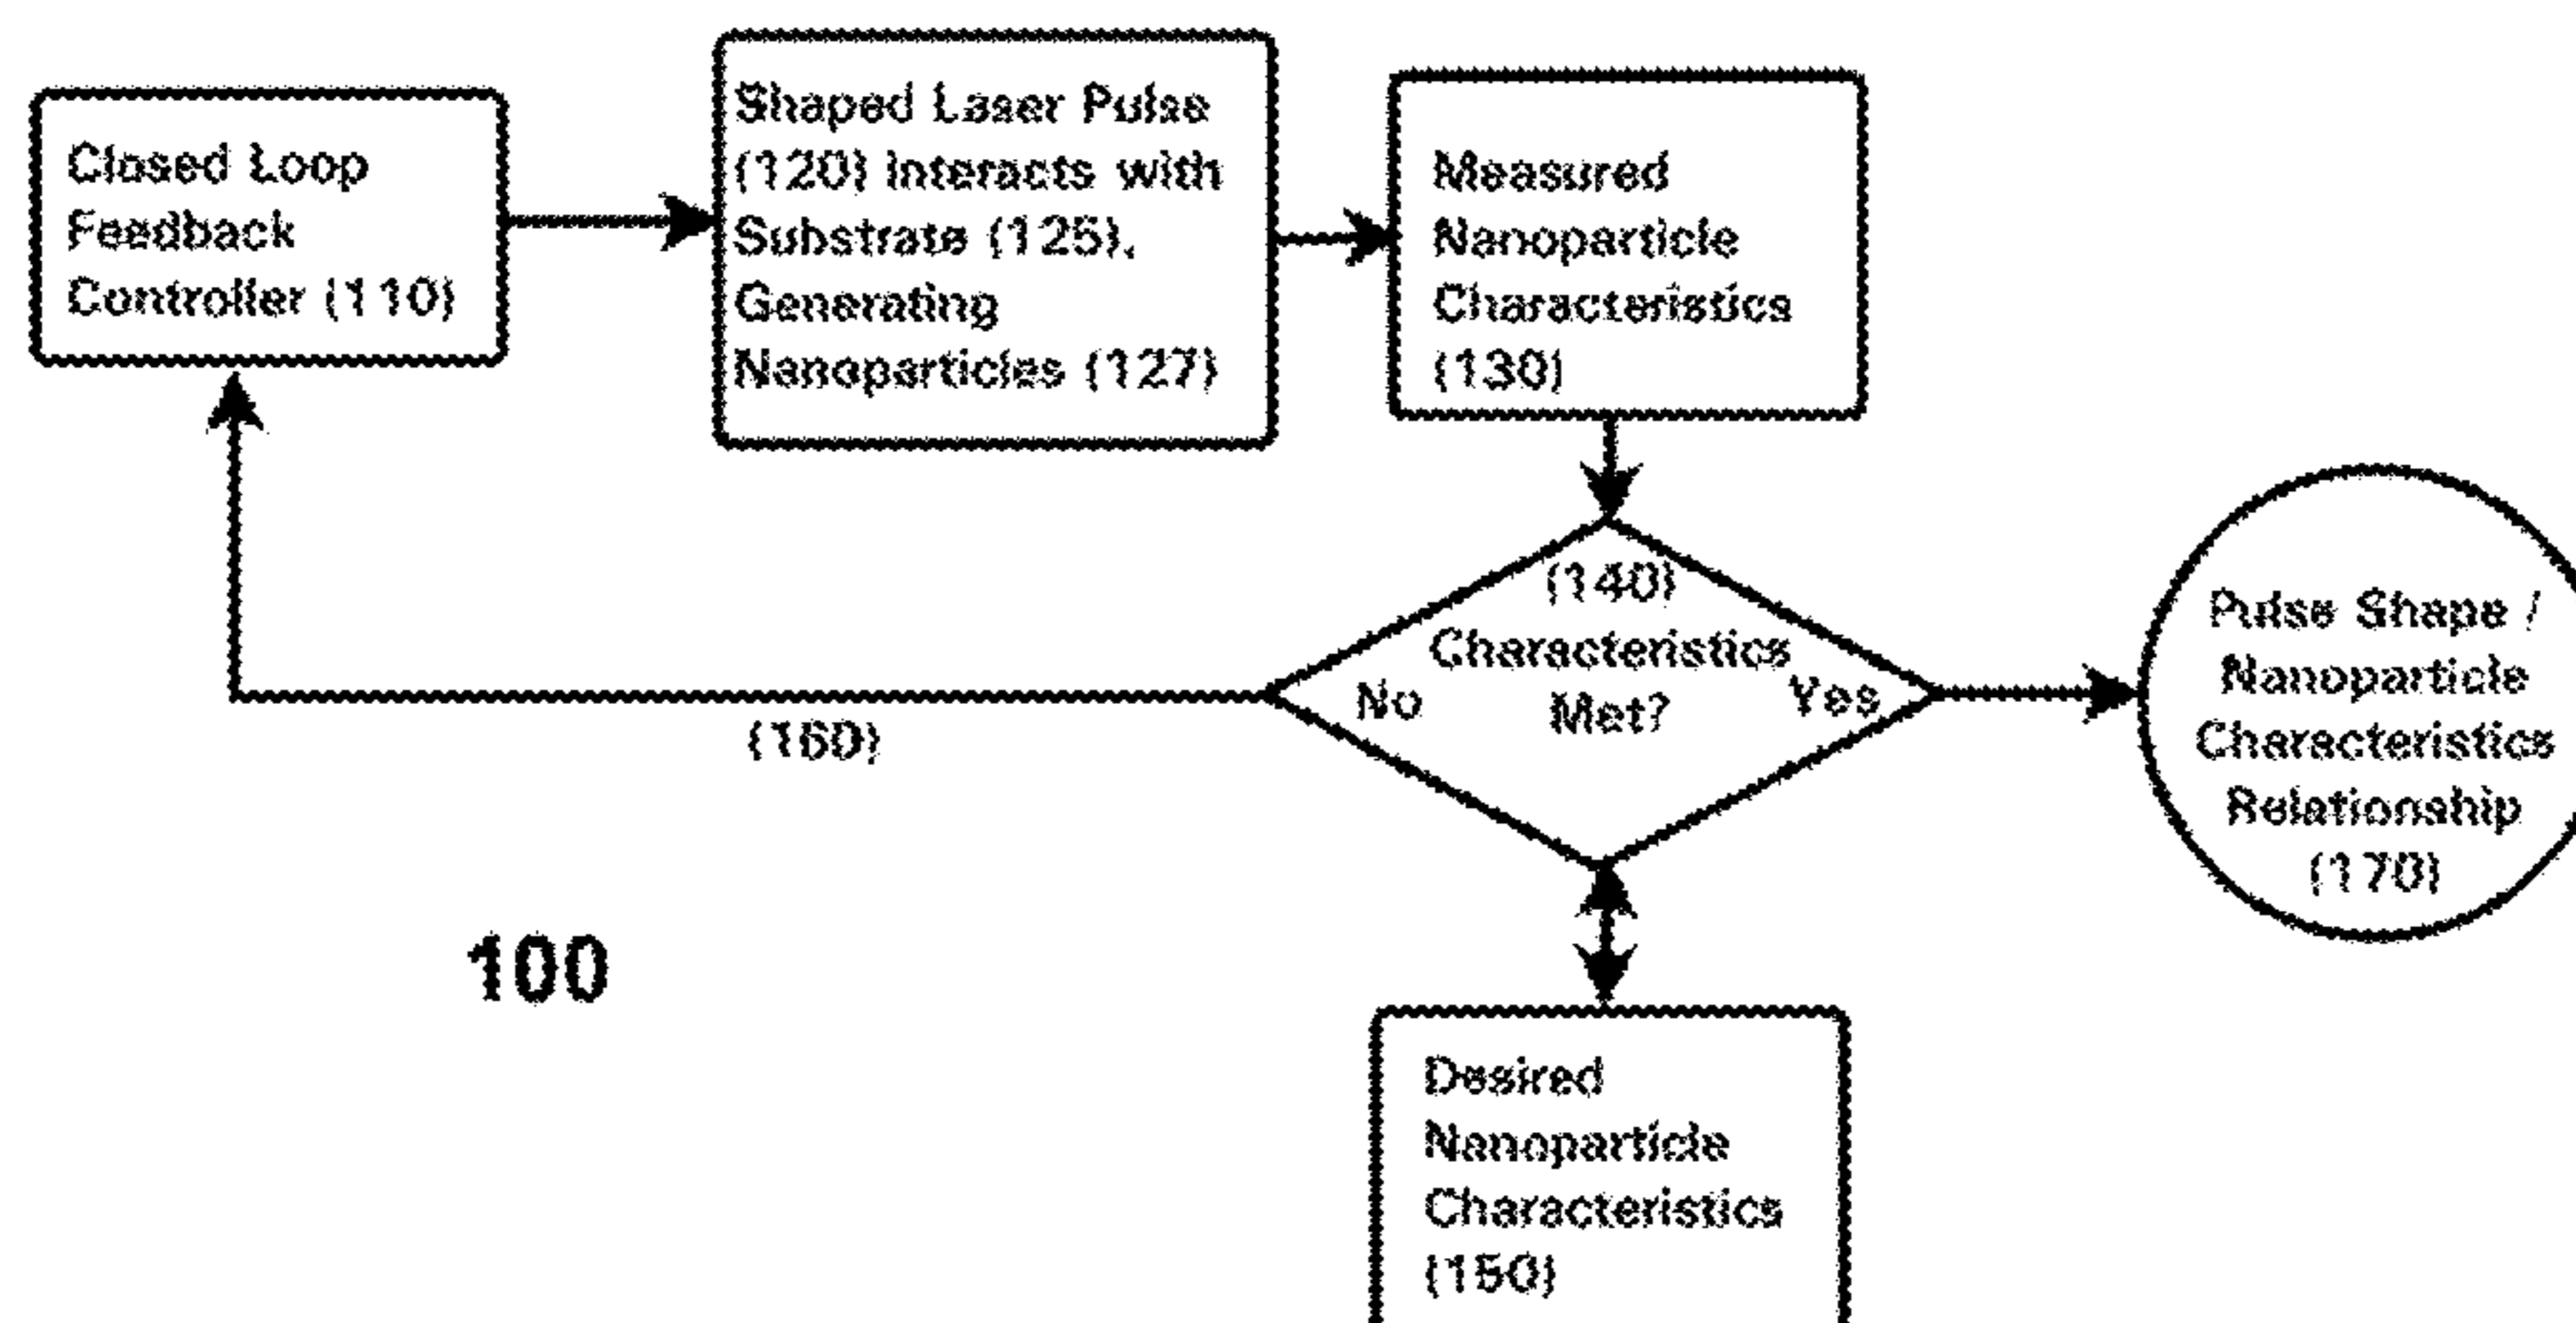 Closed Loop
Feedback
Controller (110)
Shaped Laser Pulse
(120) interacts with
Substrate (125),
Generating
Nanoparticles (127)
Measured
Nanoparticle
Characteristics
(130)
(140)
Characteristics
Met?
No
Yes
(160)
Pulse Shape /
Nanoparticle
Characteristics
Relationship
(170)
100
Desired
Nanoparticle
Characteristics
(150)